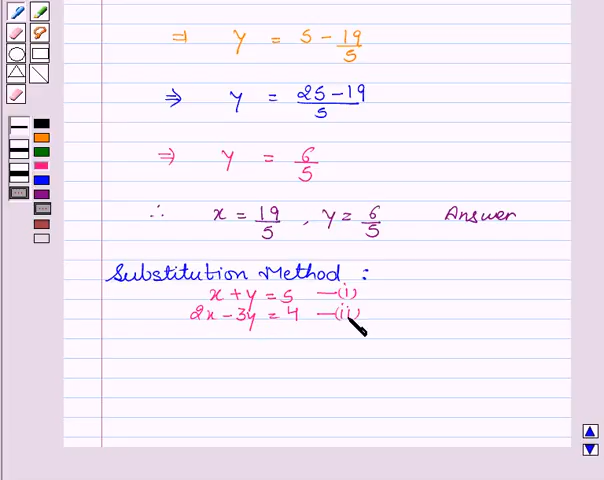 ⇒ y = 5 - 19/5
⇒ y = 25 - 19/5
⇒ y = 6/5
∴ x = 19/5 , y = 6/5 Answer
Substitution Method :
x + y = 5 —(i)
2x - 3y = 4 —(ii)